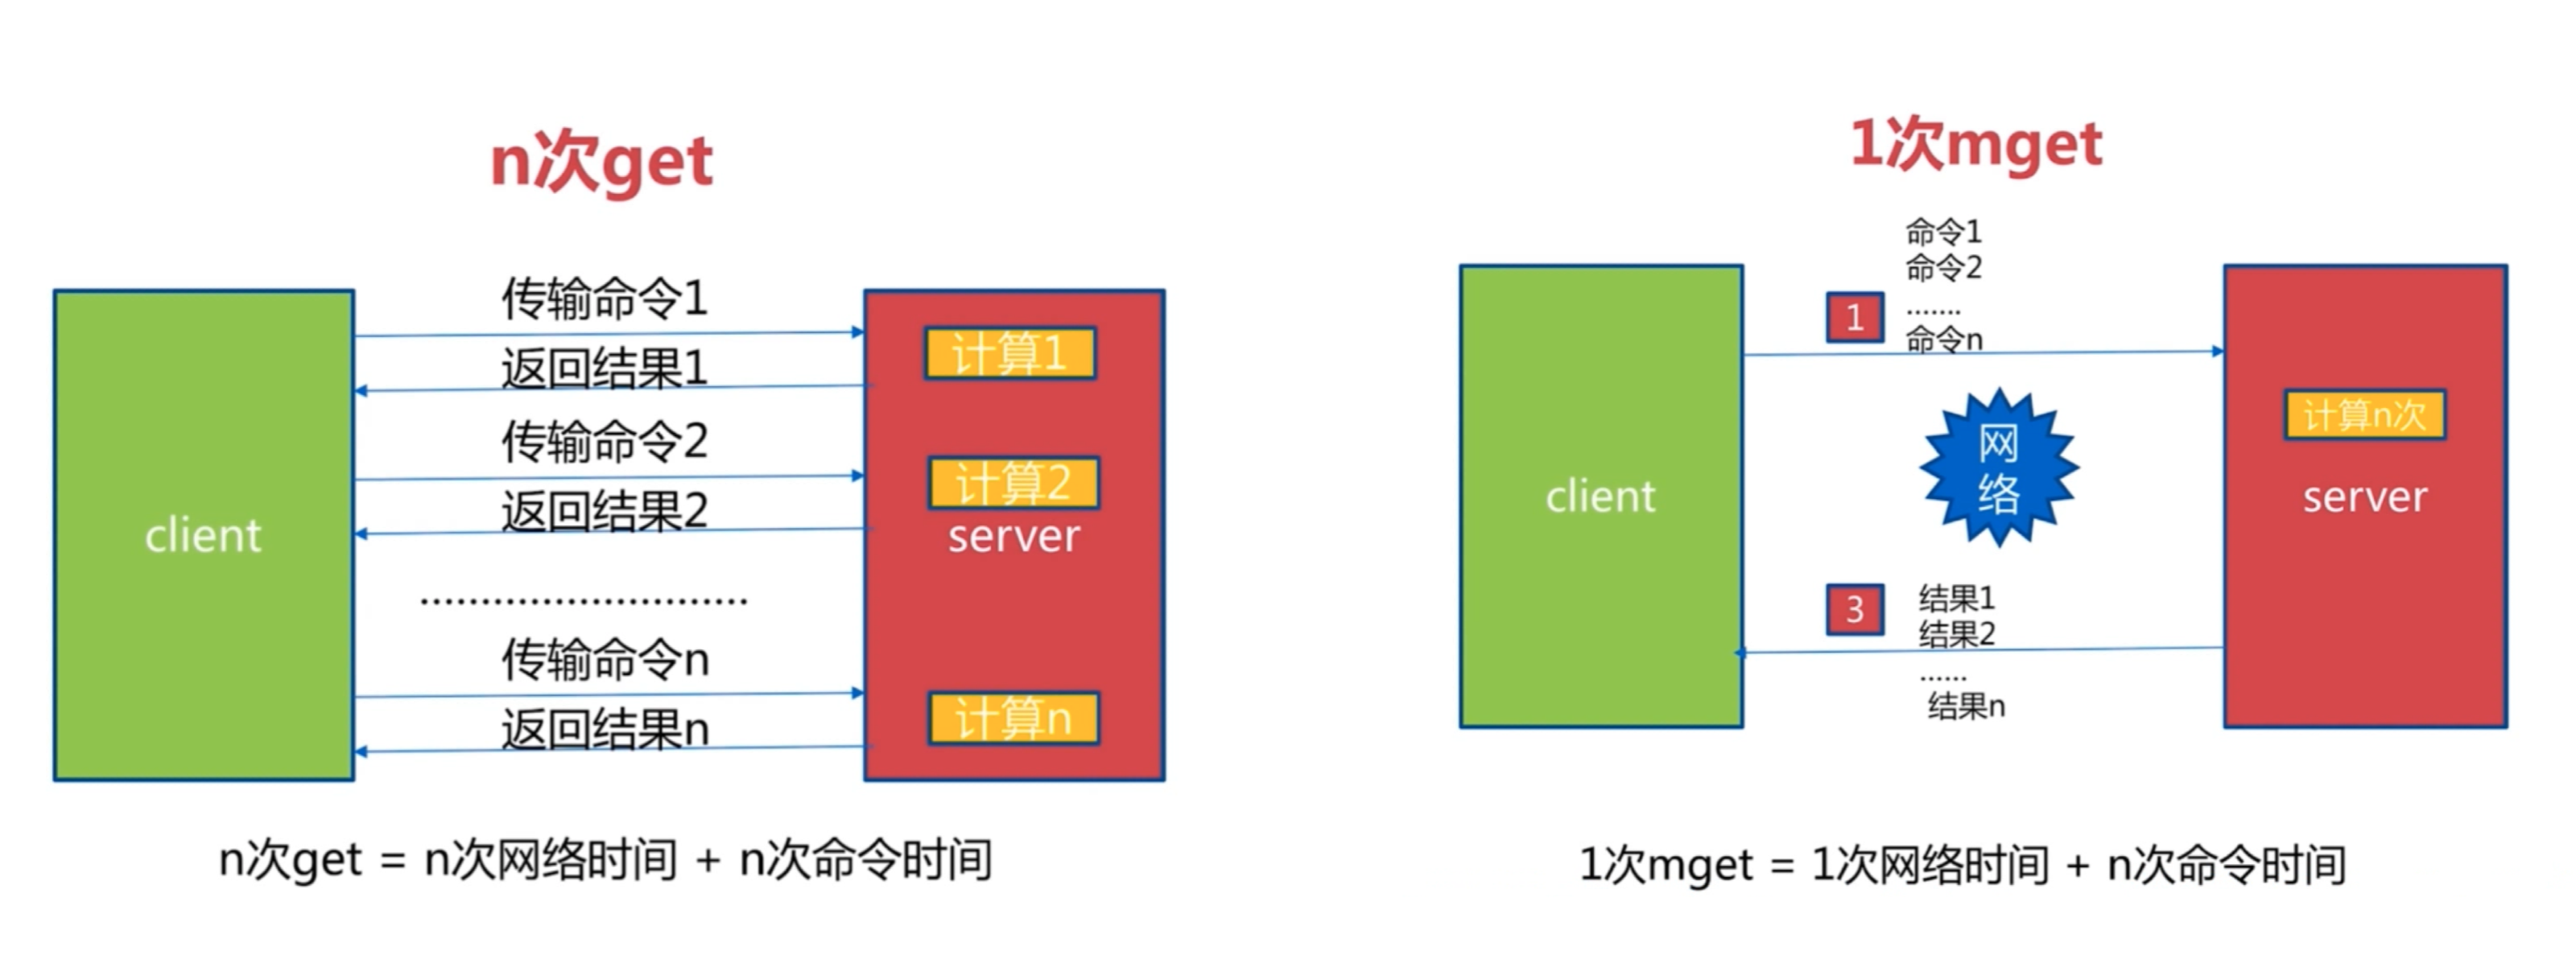 n次get
client
传输命令1
返回结果1
传输命令2
返回结果2
...........................
传输命令n
返回结果n
计算1
计算2
server
计算n
n次get = n次网络时间 + n次命令时间
1次mget
client
1
命令1
命令2
.......
命令n
网
络
3
结果1
结果2
......
结果n
计算n次
server
1次mget = 1次网络时间 + n次命令时间